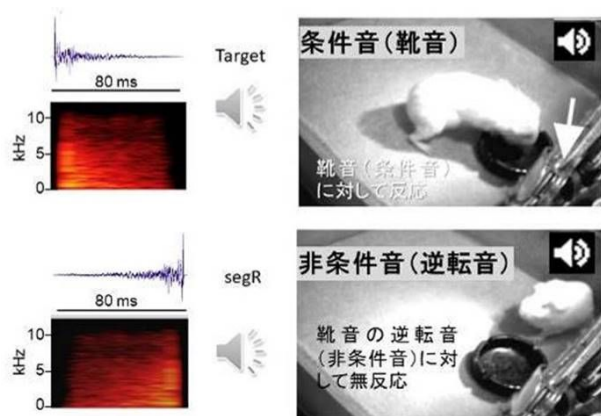 Target
80 ms
kHz
10
5
0
条件音（靴音）
靴音（条件音）
に対して反応
segR
80 ms
kHz
10
5
0
非条件音（逆転音）
靴音の逆転音
（非条件音）に対
して無反応